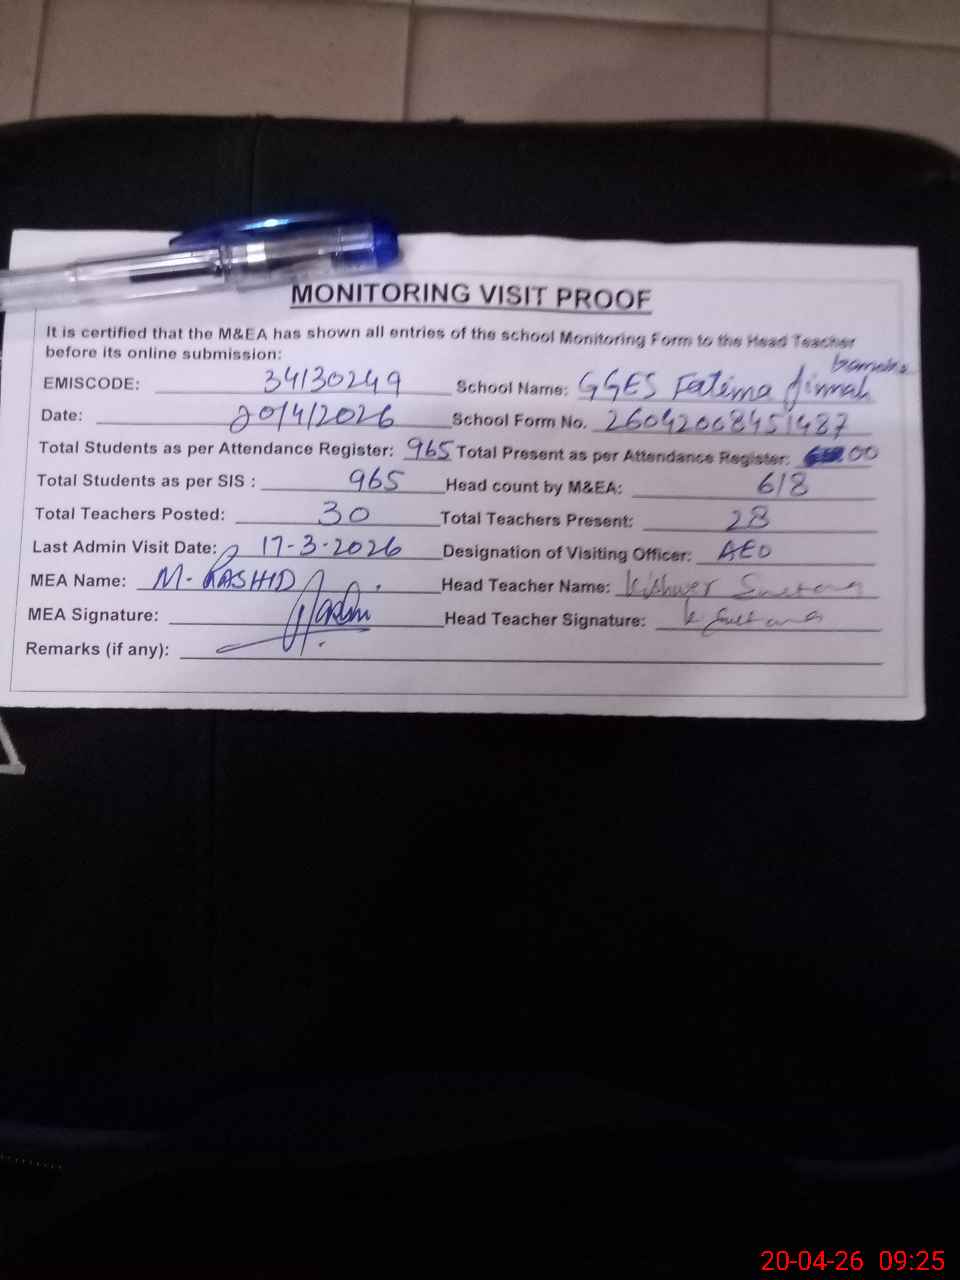 MONITORING VISIT PROOF
It is certified that the M&EA has shown all entries of the school Monitoring Form to the Head Teacher
before its online submission:
EMISCODE: 34130249 School Name: GGES Fatima Jinnah
Date: 20/4/2026 School Form No. 26042008451487
Total Students as per Attendance Register: 965 Total Present as per Attendance Register: 00
Total Students as per SIS : 965 Head count by M&EA: 618
Total Teachers Posted: 30 Total Teachers Present: 28
Last Admin Visit Date: 17-3-2026 Designation of Visiting Officer: AEO
MEA Name: M. RASHID Head Teacher Name: Kishwer Sultana
MEA Signature: Head Teacher Signature: K. Sultana
Remarks (if any):
20-04-26 09:25